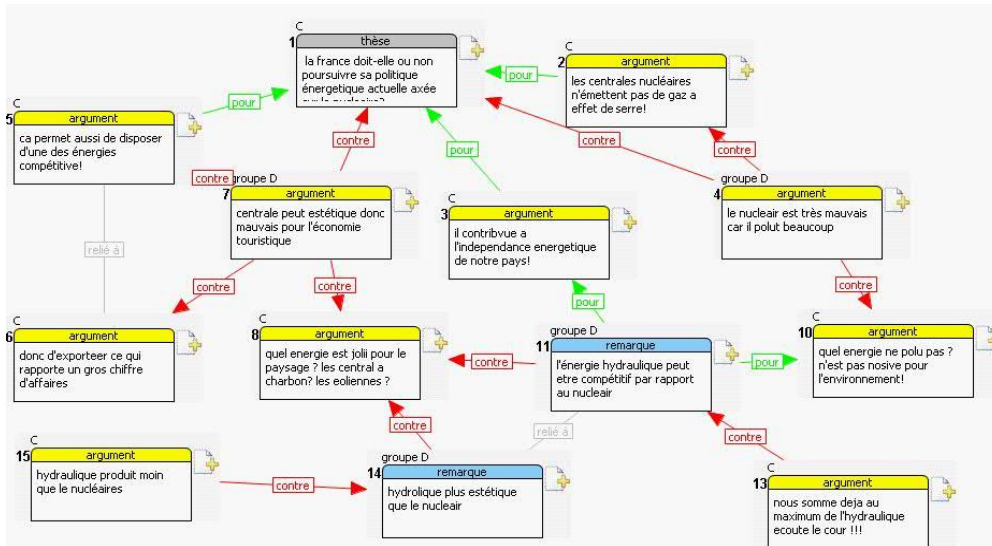 C
1
thèse
la france doit-elle ou non
poursuivre sa politique
énergetique actuelle axée
sur le nucleaire?
C
2
argument
les centrales nucléaires
n'émettent pas de gaz a
effet de serre!
pour
pour
contre
contre
contre
pour
C
5
argument
ca permet aussi de disposer
d'une des énergies
compétitive!
contre
groupe D
7
argument
centrale peut estétique donc
mauvais pour l'économie
touristique
C
3
argument
il contribvue a
l'independance energetique
de notre pays!
groupe D
4
argument
le nucleair est très mauvais
car il polut beaucoup
relié à
contre
contre
pour
contre
C
6
argument
donc d'exporteer ce qui
rapporte un gros chiffre
d'affaires
C
8
argument
quel energie est jolii pour le
paysage ? les central a
charbon? les eoliennes ?
contre
groupe D
11
remarque
l'énergie hydraulique peut
etre compétitif par rapport
au nucleair
pour
C
10
argument
quel energie ne polu pas ?
n'est pas nosive pour
l'environnement!
contre
relié à
contre
C
15
argument
hydraulique produit moin
que le nucléaires
contre
groupe D
14
remarque
hydrolique plus estétique
que le nucleair
C
13
argument
nous somme deja au
maximum de l'hydraulique
ecoute le cour !!!